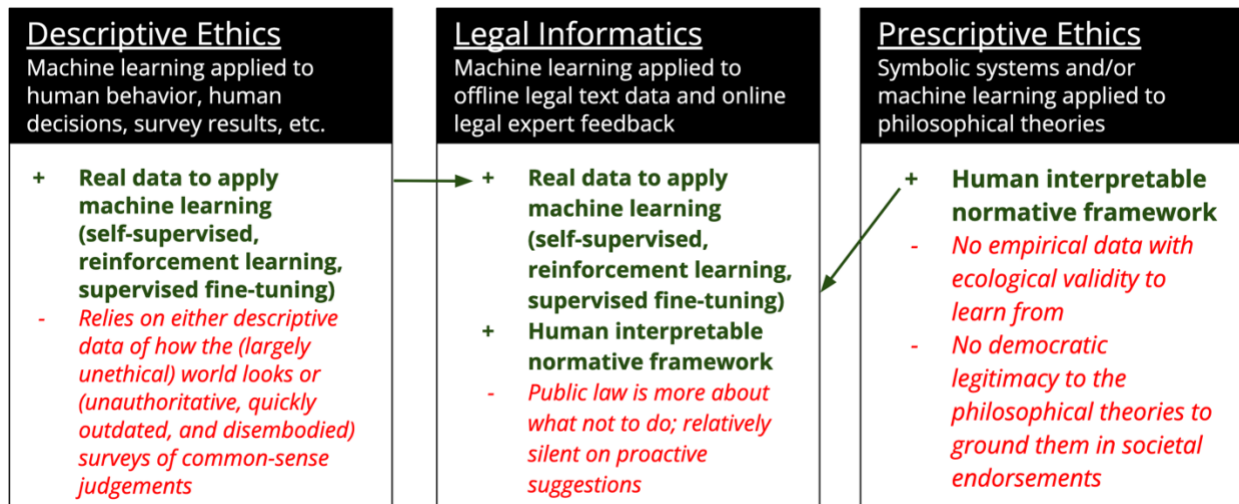 Descriptive Ethics
Machine learning applied to
human behavior, human
decisions, survey results, etc.
+ Real data to apply
machine learning
(self-supervised,
reinforcement learning,
supervised fine-tuning)
- Relies on either descriptive
data of how the (largely
unethical) world looks or
(unauthoritative, quickly
outdated, and disembodied)
surveys of common-sense
judgements
Legal Informatics
Machine learning applied to
offline legal text data and online
legal expert feedback
+ Real data to apply
machine learning
(self-supervised,
reinforcement learning,
supervised fine-tuning)
+ Human interpretable
normative framework
- Public law is more about
what not to do; relatively
silent on proactive
suggestions
Prescriptive Ethics
Symbolic systems and/or
machine learning applied to
philosophical theories
+ Human interpretable
normative framework
- No empirical data with
ecological validity to
learn from
- No democratic
legitimacy to the
philosophical theories to
ground them in societal
endorsements